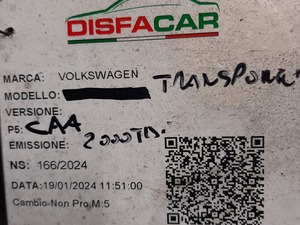 DISFACAR
MARCA: VOLKSWAGEN
MODELLO: TRANSPORTER
VERSIONE:
P5: CAA
EMISSIONE: 2000TD.
NS: 166/2024
DATA:19/01/2024 11:51:00
Cambio Non Pro M:5